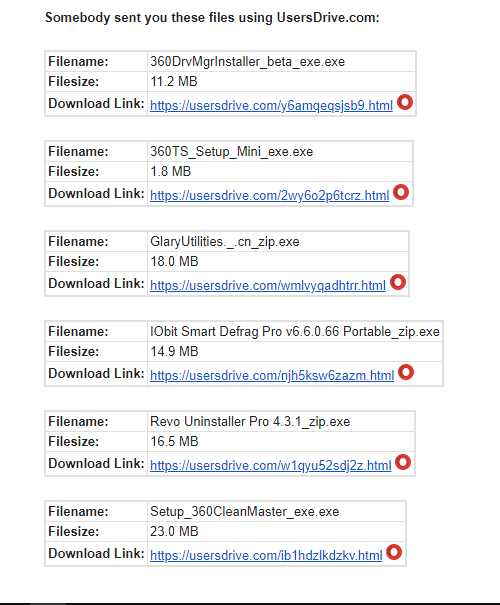 Somebody sent you these files using UsersDrive.com:
Filename: 360DrvMgrInstaller_beta_exe.exe
Filesize: 11.2 MB
Download Link: https://usersdrive.com/y6amqeqsjsb9.html
Filename: 360TS_Setup_Mini_exe.exe
Filesize: 1.8 MB
Download Link: https://usersdrive.com/2wy6o2p6tcrz.html
Filename: GlaryUtilities._.cn_zip.exe
Filesize: 18.0 MB
Download Link: https://usersdrive.com/wmlvyqadhtrr.html
Filename: IObit Smart Defrag Pro v6.6.0.66 Portable_zip.exe
Filesize: 14.9 MB
Download Link: https://usersdrive.com/njh5ksw6zazm.html
Filename: Revo Uninstaller Pro 4.3.1_zip.exe
Filesize: 16.5 MB
Download Link: https://usersdrive.com/w1qyu52sdj2z.html
Filename: Setup_360CleanMaster_exe.exe
Filesize: 23.0 MB
Download Link: https://usersdrive.com/ib1hdzlkdzkv.html